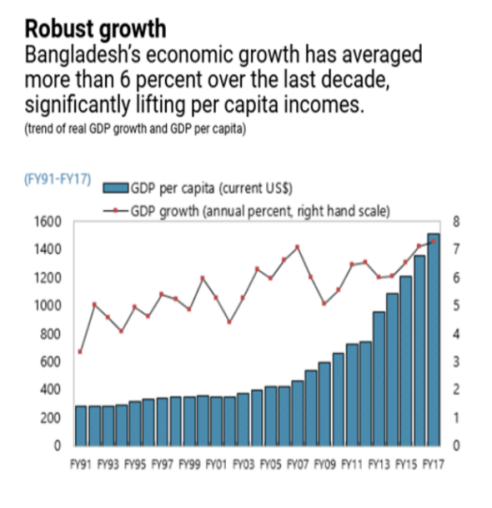 Robust growth
Bangladesh's economic growth has averaged
more than 6 percent over the last decade,
significantly lifting per capita incomes.
(trend of real GDP growth and GDP per capita)
(FY91-FY17)
GDP per capita (current US$)
GDP growth (annual percent, right hand scale)
1600 8
1400 7
1200 6
1000 5
800 4
600 3
400 2
200 1
0 0
FY91 FY93 FY95 FY97 FY99 FY01 FY03 FY05 FY07 FY09 FY11 FY13 FY15 FY17